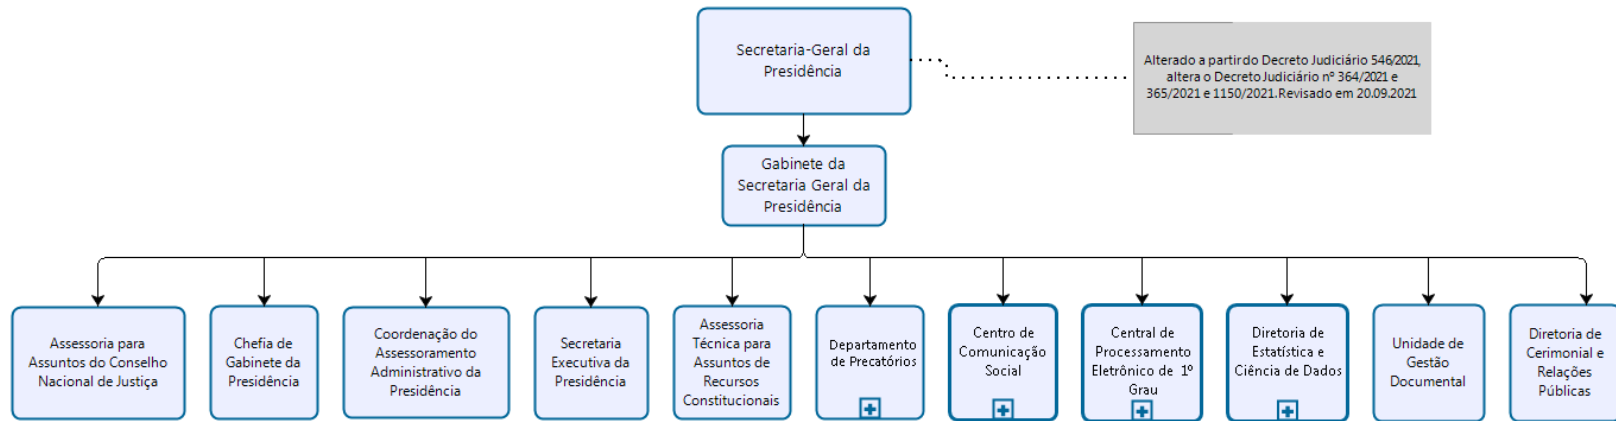 Secretaria-Geral da
Presidência
Alterado a partir do Decreto Judiciário 546/2021,
altera o Decreto Judiciário nº 364/2021 e
365/2021 e 1150/2021.Revisado em 20.09.2021
Gabinete da
Secretaria Geral da
Presidência
Assessoria para
Assuntos do Conselho
Nacional de Justiça
Chefia de
Gabinete da
Presidência
Coordenação do
Assessoramento
Administrativo da
Presidência
Secretaria
Executiva da
Presidência
Assessoria
Técnica para
Assuntos de
Recursos
Constitucionais
Departamento
de Precatórios
Centro de
Comunicação
Social
Central de
Processamento
Eletrônico de 1º
Grau
Diretoria de
Estatística e
Ciência de Dados
Unidade de
Gestão
Documental
Diretoria de
Cerimonial e
Relações
Públicas